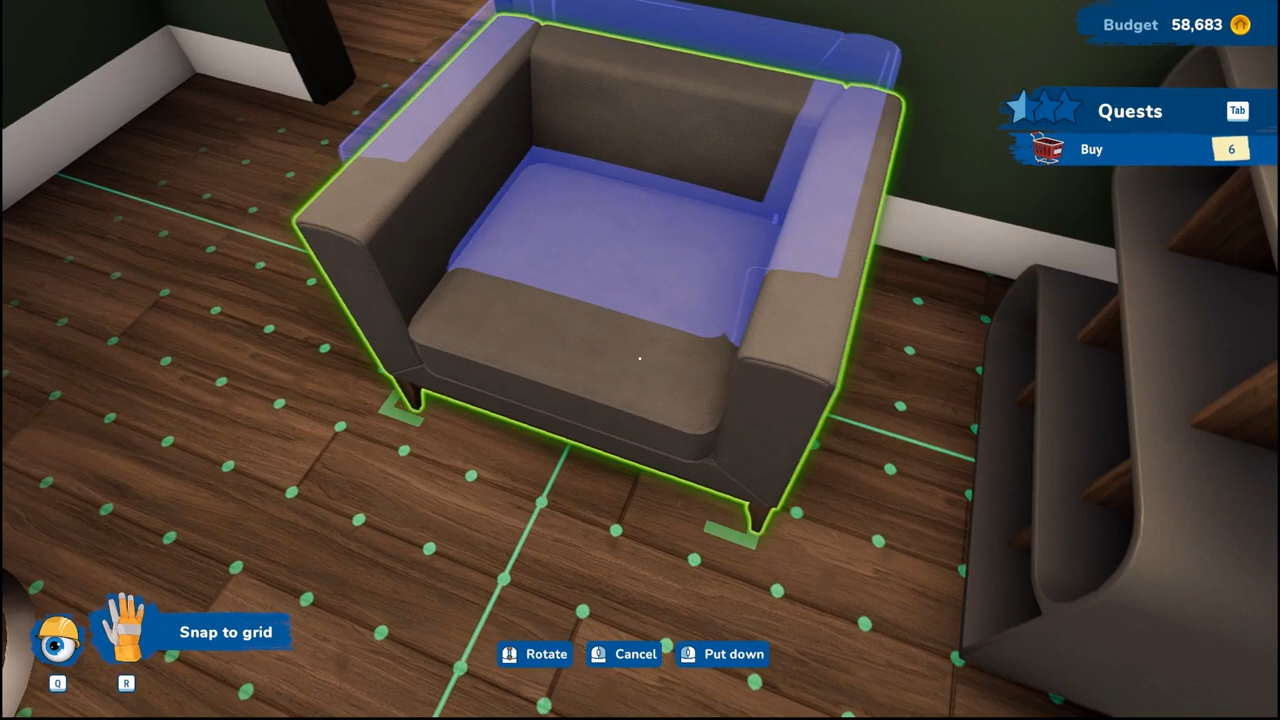 Budget 58,683
Quests Tab
Buy 6
Snap to grid
Rotate Cancel Put down
Q R